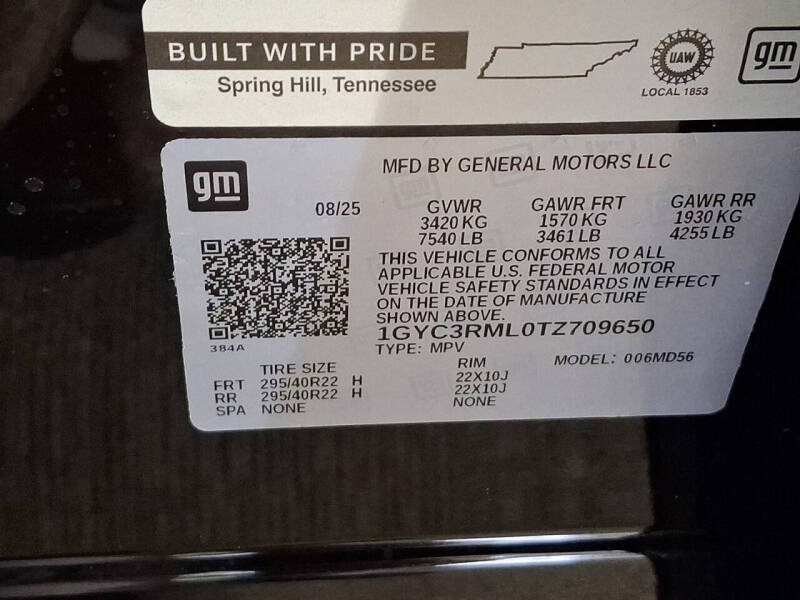 BUILT WITH PRIDE
Spring Hill, Tennessee
UAW
LOCAL 1853
gm
gm
MFD BY GENERAL MOTORS LLC
08/25 GVWR GAWR FRT GAWR RR
3420 KG 1570 KG 1930 KG
7540 LB 3461 LB 4255 LB
THIS VEHICLE CONFORMS TO ALL
APPLICABLE U.S. FEDERAL MOTOR
VEHICLE SAFETY STANDARDS IN EFFECT
ON THE DATE OF MANUFACTURE
SHOWN ABOVE.
1GYC3RML0TZ709650
384A
TYPE: MPV MODEL: 006MD56
TIRE SIZE RIM
FRT 295/40R22 H 22X10J
RR 295/40R22 H 22X10J
SPA NONE NONE